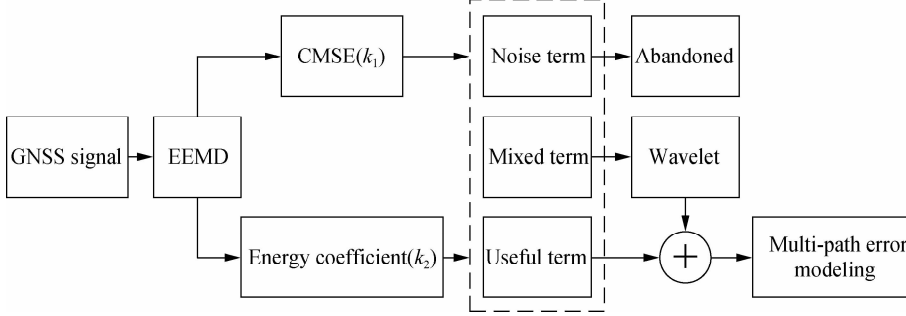 CMSE(k₁)
Noise term
Abandoned
GNSS signal
EEMD
Mixed term
Wavelet
Energy coefficient(k₂)
Useful term
+
Multi-path error
modeling